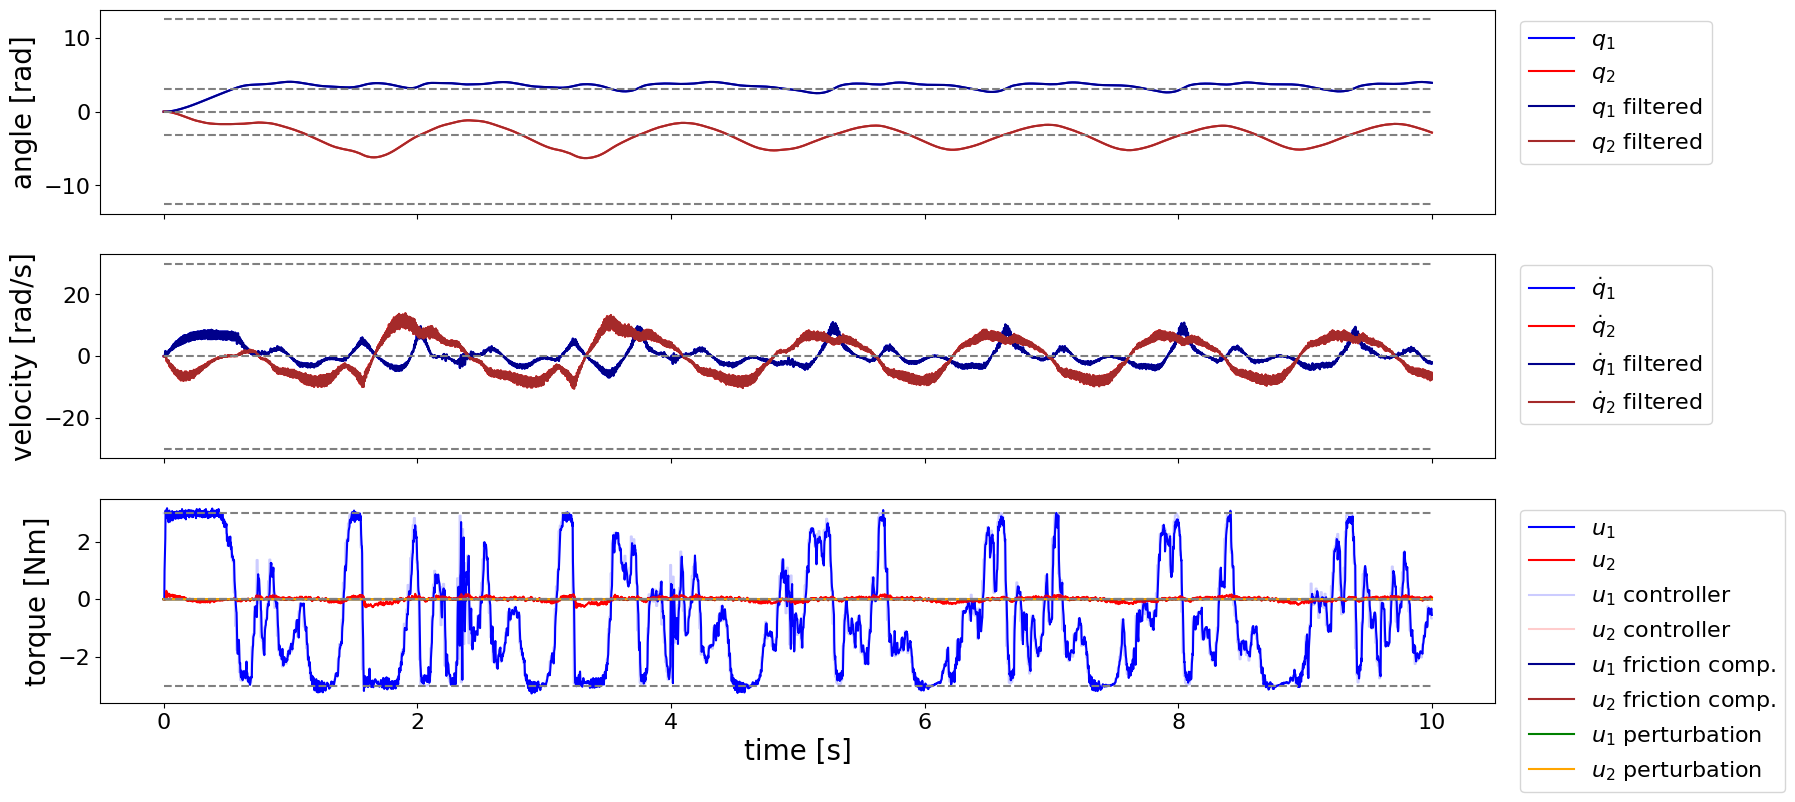 angle [rad]
10
0
−10
q₁
q₂
q₁ filtered
q₂ filtered
velocity [rad/s]
20
0
−20
q̇₁
q̇₂
q̇₁ filtered
q̇₂ filtered
torque [Nm]
2
0
−2
0 2 4 6 8 10
time [s]
u₁
u₂
u₁ controller
u₂ controller
u₁ friction comp.
u₂ friction comp.
u₁ perturbation
u₂ perturbation